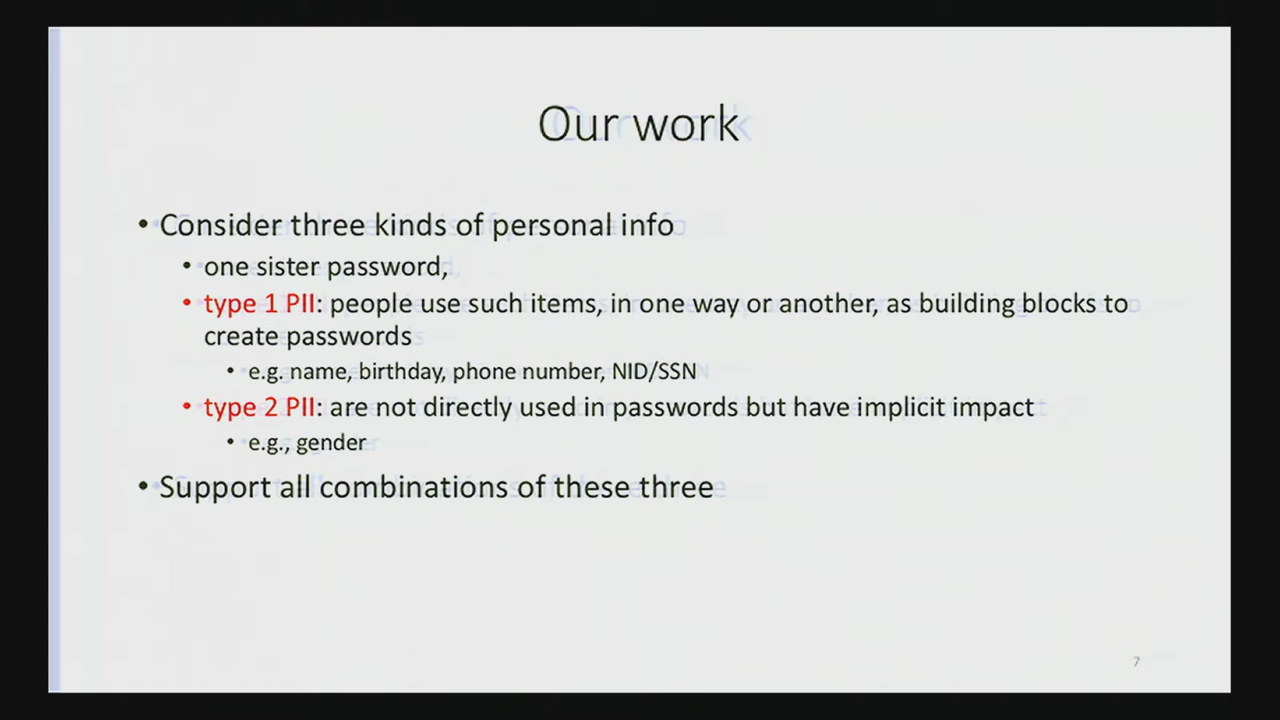 Our work
• Consider three kinds of personal info
• one sister password,
• type 1 PII: people use such items, in one way or another, as building blocks to
create passwords
• e.g. name, birthday, phone number, NID/SSN
• type 2 PII: are not directly used in passwords but have implicit impact
• e.g., gender
• Support all combinations of these three
7